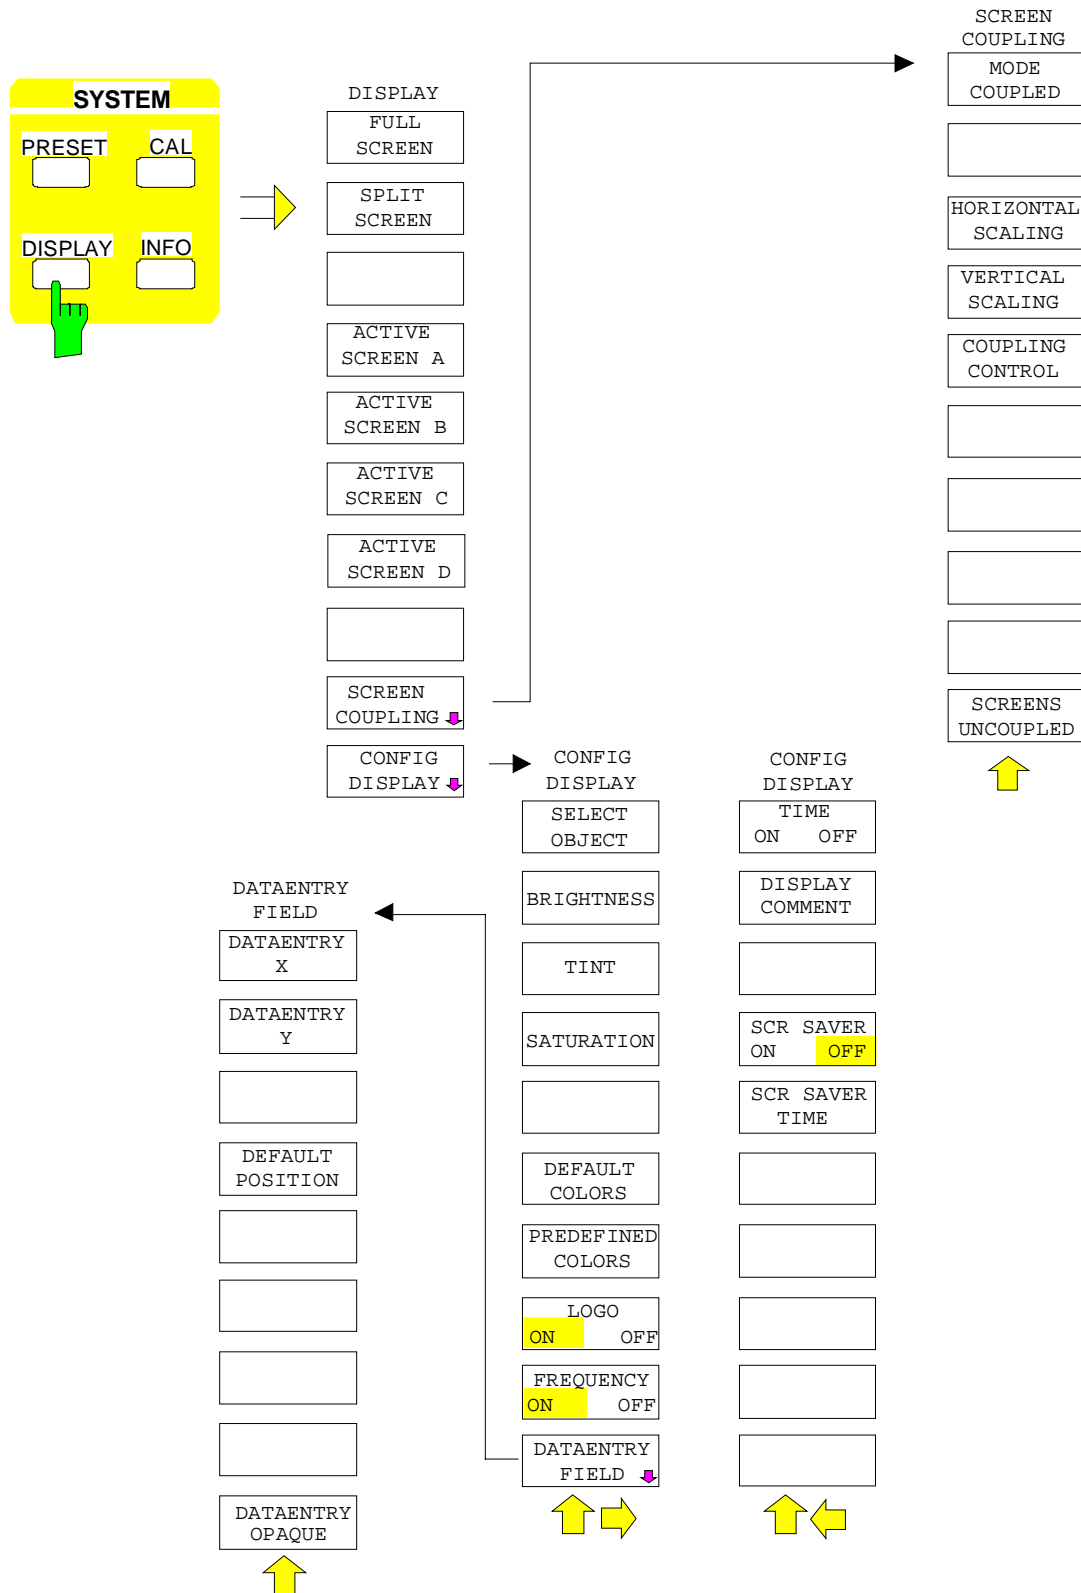 SYSTEM
PRESET CAL
DISPLAY INFO
DISPLAY
FULL
SCREEN
SPLIT
SCREEN
ACTIVE
SCREEN A
ACTIVE
SCREEN B
ACTIVE
SCREEN C
ACTIVE
SCREEN D
SCREEN
COUPLING
CONFIG
DISPLAY
SCREEN
COUPLING
MODE
COUPLED
HORIZONTAL
SCALING
VERTICAL
SCALING
COUPLING
CONTROL
SCREENS
UNCOUPLED
CONFIG
DISPLAY
SELECT
OBJECT
BRIGHTNESS
TINT
SATURATION
DEFAULT
COLORS
PREDEFINED
COLORS
LOGO
ON OFF
FREQUENCY
ON OFF
DATAENTRY
FIELD
CONFIG
DISPLAY
TIME
ON OFF
DISPLAY
COMMENT
SCR SAVER
ON OFF
SCR SAVER
TIME
DATAENTRY
FIELD
DATAENTRY
X
DATAENTRY
Y
DEFAULT
POSITION
DATAENTRY
OPAQUE